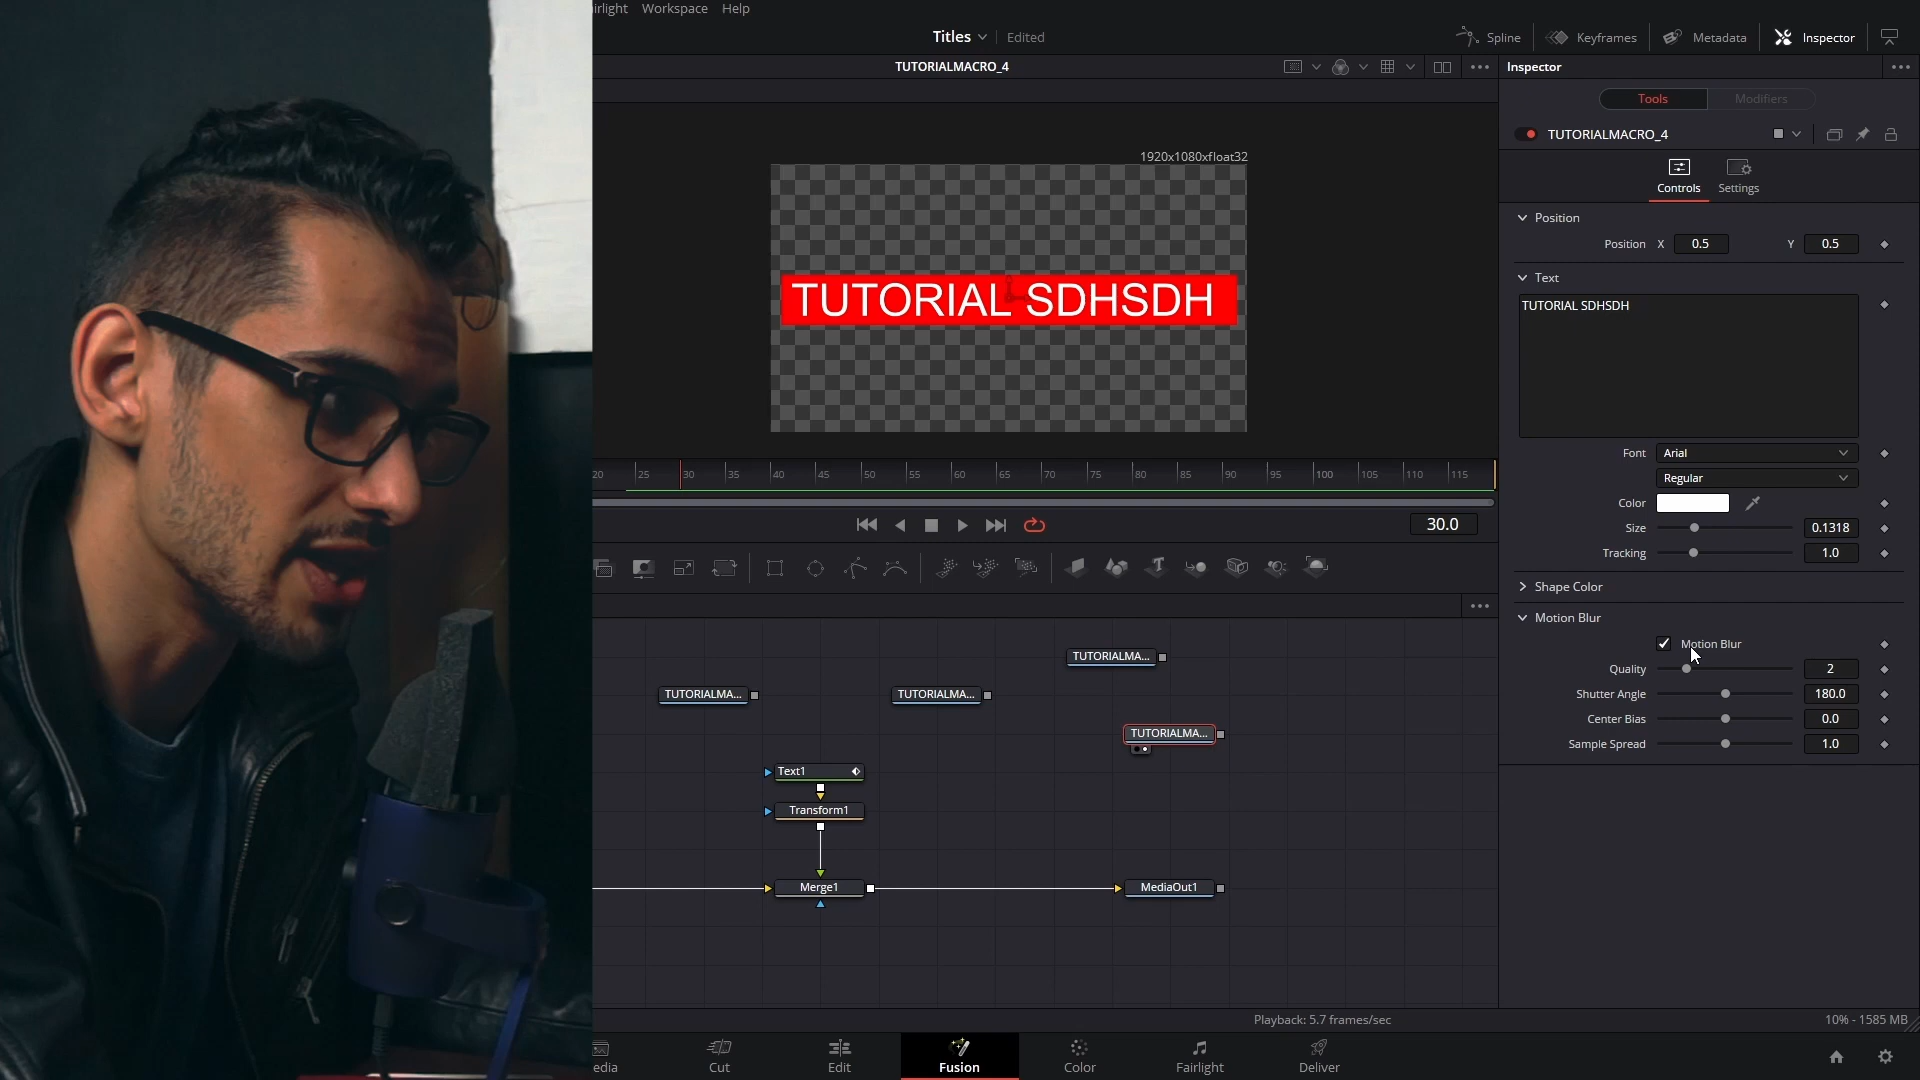 irlight Workspace Help
Titles Edited
Spline Keyframes Metadata Inspector
TUTORIALMACRO_4
Inspector
Tools Modifiers
TUTORIALMACRO_4
Controls Settings
1920x1080xfloat32
TUTORIAL SDHSDH
Position
Position X 0.5 Y 0.5
Text
TUTORIAL SDHSDH
Font Arial
Regular
Color
Size 0.1318
Tracking 1.0
Shape Color
Motion Blur
Motion Blur
Quality 2
Shutter Angle 180.0
Center Bias 0.0
Sample Spread 1.0
20 25 30 35 40 45 50 55 60 65 70 75 80 85 90 95 100 105 110 115
30.0
TUTORIALMA...
TUTORIALMA... TUTORIALMA...
TUTORIALMA...
Text1
Transform1
Merge1 MediaOut1
Playback: 5.7 frames/sec 10% - 1585 MB
edia Cut Edit Fusion Color Fairlight Deliver